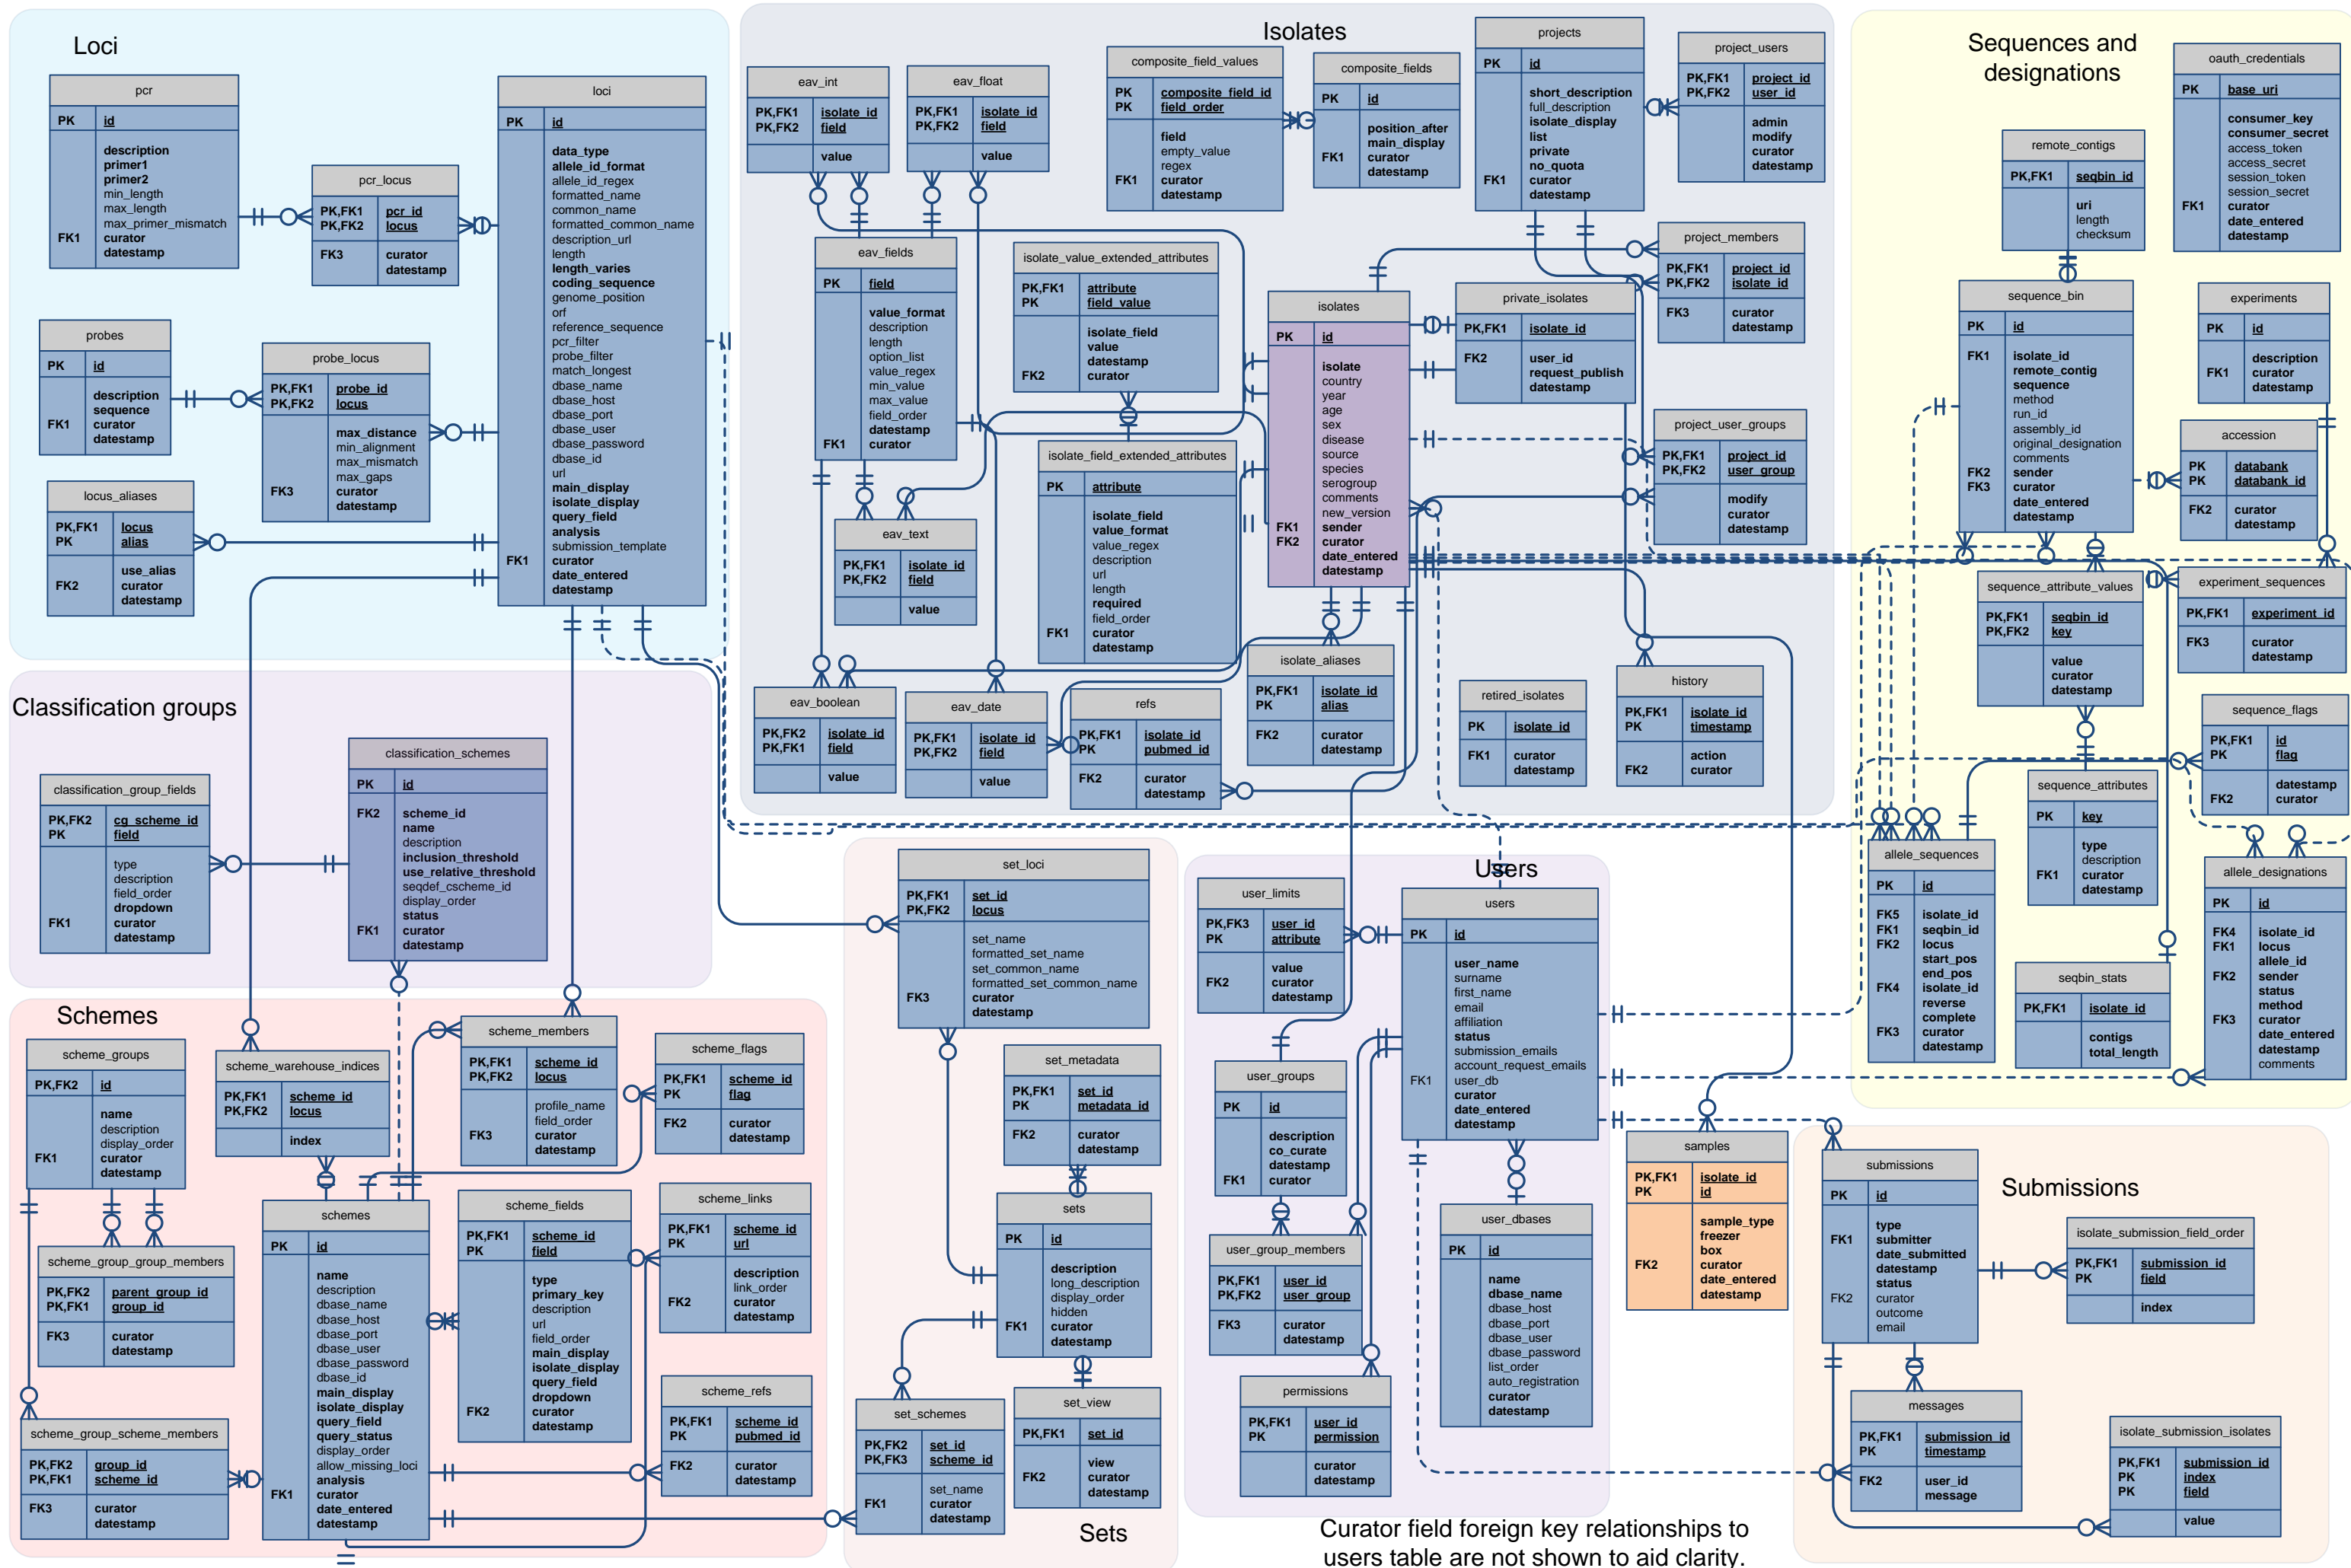 Loci
pcr
PK id
description
primer1
primer2
min_length
max_length
max_primer_mismatch
FK1 curator
datestamp
pcr_locus
PK,FK1 pcr_id
PK,FK2 locus
FK3 curator
datestamp
probes
PK id
description
sequence
FK1 curator
datestamp
probe_locus
PK,FK1 probe_id
PK,FK2 locus
max_distance
min_alignment
max_mismatch
max_gaps
FK3 curator
datestamp
locus_aliases
PK,FK1 locus
PK alias
use_alias
FK2 curator
datestamp
loci
PK id
data_type
allele_id_format
allele_id_regex
formatted_name
common_name
formatted_common_name
description_url
length
length_varies
coding_sequence
genome_position
orf
reference_sequence
pcr_filter
probe_filter
match_longest
dbase_name
dbase_host
dbase_port
dbase_user
dbase_password
dbase_id
url
main_display
isolate_display
query_field
analysis
submission_template
FK1 curator
date_entered
datestamp
Classification groups
classification_group_fields
PK,FK2 cg_scheme_id
PK field
type
description
field_order
dropdown
FK1 curator
datestamp
classification_schemes
PK id
FK2 scheme_id
name
description
inclusion_threshold
use_relative_threshold
seqdef_cscheme_id
display_order
status
FK1 curator
datestamp
Schemes
scheme_groups
PK,FK2 id
name
description
display_order
FK1 curator
datestamp
scheme_warehouse_indices
PK,FK1 scheme_id
PK,FK2 locus
index
scheme_members
PK,FK1 scheme_id
PK,FK2 locus
profile_name
field_order
FK3 curator
datestamp
scheme_flags
PK,FK1 scheme_id
PK flag
FK2 curator
datestamp
scheme_group_group_members
PK,FK2 parent_group_id
PK,FK1 group_id
FK3 curator
datestamp
scheme_group_scheme_members
PK,FK2 group_id
PK,FK1 scheme_id
FK3 curator
datestamp
schemes
PK id
name
description
dbase_name
dbase_host
dbase_port
dbase_user
dbase_password
dbase_id
main_display
isolate_display
query_field
query_status
display_order
allow_missing_loci
analysis
FK1 curator
date_entered
datestamp
scheme_fields
PK,FK1 scheme_id
PK field
type
primary_key
description
url
field_order
main_display
isolate_display
query_field
dropdown
FK2 curator
datestamp
scheme_links
PK,FK1 scheme_id
PK url
description
link_order
FK2 curator
datestamp
scheme_refs
PK,FK1 scheme_id
PK pubmed_id
FK2 curator
datestamp
Isolates
eav_int
PK,FK1 isolate_id
PK,FK2 field
value
eav_float
PK,FK1 isolate_id
PK,FK2 field
value
composite_field_values
PK composite_field_id
PK field_order
field
empty_value
regex
FK1 curator
datestamp
composite_fields
PK id
position_after
main_display
FK1 curator
datestamp
projects
PK id
short_description
full_description
isolate_display
list
private
no_quota
FK1 curator
datestamp
project_users
PK,FK1 project_id
PK,FK2 user_id
admin
modify
curator
datestamp
eav_fields
PK field
value_format
description
length
option_list
value_regex
min_value
max_value
field_order
datestamp
FK1 curator
isolate_value_extended_attributes
PK,FK1 attribute
PK field_value
isolate_field
value
datestamp
FK2 curator
isolates
PK id
isolate
country
year
age
sex
disease
source
species
serogroup
comments
new_version
FK1 sender
FK2 curator
date_entered
datestamp
private_isolates
PK,FK1 isolate_id
FK2 user_id
request_publish
datestamp
project_members
PK,FK1 project_id
PK,FK2 isolate_id
FK3 curator
datestamp
project_user_groups
PK,FK1 project_id
PK,FK2 user_group
modify
curator
datestamp
isolate_field_extended_attributes
PK attribute
isolate_field
value_format
value_regex
description
url
length
required
field_order
FK1 curator
datestamp
eav_text
PK,FK1 isolate_id
PK,FK2 field
value
eav_boolean
PK,FK2 isolate_id
PK,FK1 field
value
eav_date
PK,FK1 isolate_id
PK,FK2 field
value
refs
PK,FK1 isolate_id
PK pubmed_id
FK2 curator
datestamp
isolate_aliases
PK,FK1 isolate_id
PK alias
FK2 curator
datestamp
retired_isolates
PK isolate_id
FK1 curator
datestamp
history
PK,FK1 isolate_id
PK timestamp
action
FK2 curator
Sequences and
designations
oauth_credentials
PK base_uri
consumer_key
consumer_secret
access_token
access_secret
session_token
session_secret
FK1 curator
date_entered
datestamp
remote_contigs
PK,FK1 seqbin_id
uri
length
checksum
sequence_bin
PK id
FK1 isolate_id
remote_contig
sequence
method
run_id
assembly_id
original_designation
comments
FK2 sender
FK3 curator
date_entered
datestamp
experiments
PK id
description
FK1 curator
datestamp
accession
PK databank
PK databank_id
FK2 curator
datestamp
sequence_attribute_values
PK,FK1 seqbin_id
PK,FK2 key
value
curator
datestamp
experiment_sequences
PK,FK1 experiment_id
FK3 curator
datestamp
sequence_flags
PK,FK1 id
PK flag
datestamp
FK2 curator
sequence_attributes
PK key
type
description
FK1 curator
datestamp
allele_sequences
PK id
FK5 isolate_id
FK1 seqbin_id
FK2 locus
start_pos
end_pos
FK4 isolate_id
reverse
complete
FK3 curator
datestamp
allele_designations
PK id
FK4 isolate_id
FK1 locus
allele_id
FK2 sender
status
method
FK3 curator
date_entered
datestamp
comments
seqbin_stats
PK,FK1 isolate_id
contigs
total_length
set_loci
PK,FK1 set_id
PK,FK2 locus
set_name
formatted_set_name
set_common_name
formatted_set_common_name
FK3 curator
datestamp
set_metadata
PK,FK1 set_id
PK metadata_id
FK2 curator
datestamp
sets
PK id
description
long_description
display_order
hidden
FK1 curator
datestamp
set_schemes
PK,FK2 set_id
PK,FK3 scheme_id
set_name
FK1 curator
datestamp
set_view
PK,FK1 set_id
view
FK2 curator
datestamp
Sets
Users
user_limits
PK,FK3 user_id
PK attribute
value
FK2 curator
datestamp
users
PK id
user_name
surname
first_name
email
affiliation
status
submission_emails
account_request_emails
FK1 user_db
curator
date_entered
datestamp
user_groups
PK id
description
co_curate
datestamp
FK1 curator
user_group_members
PK,FK1 user_id
PK,FK2 user_group
FK3 curator
datestamp
permissions
PK,FK1 user_id
PK permission
curator
datestamp
user_dbases
PK id
name
dbase_name
dbase_host
dbase_port
dbase_user
dbase_password
list_order
auto_registration
curator
datestamp
samples
PK,FK1 isolate_id
PK id
sample_type
freezer
box
FK2 curator
date_entered
datestamp
Submissions
submissions
PK id
type
FK1 submitter
date_submitted
datestamp
status
FK2 curator
outcome
email
isolate_submission_field_order
PK,FK1 submission_id
PK field
index
messages
PK,FK1 submission_id
PK timestamp
FK2 user_id
message
isolate_submission_isolates
PK,FK1 submission_id
PK index
PK field
value
Curator field foreign key relationships to
users table are not shown to aid clarity.